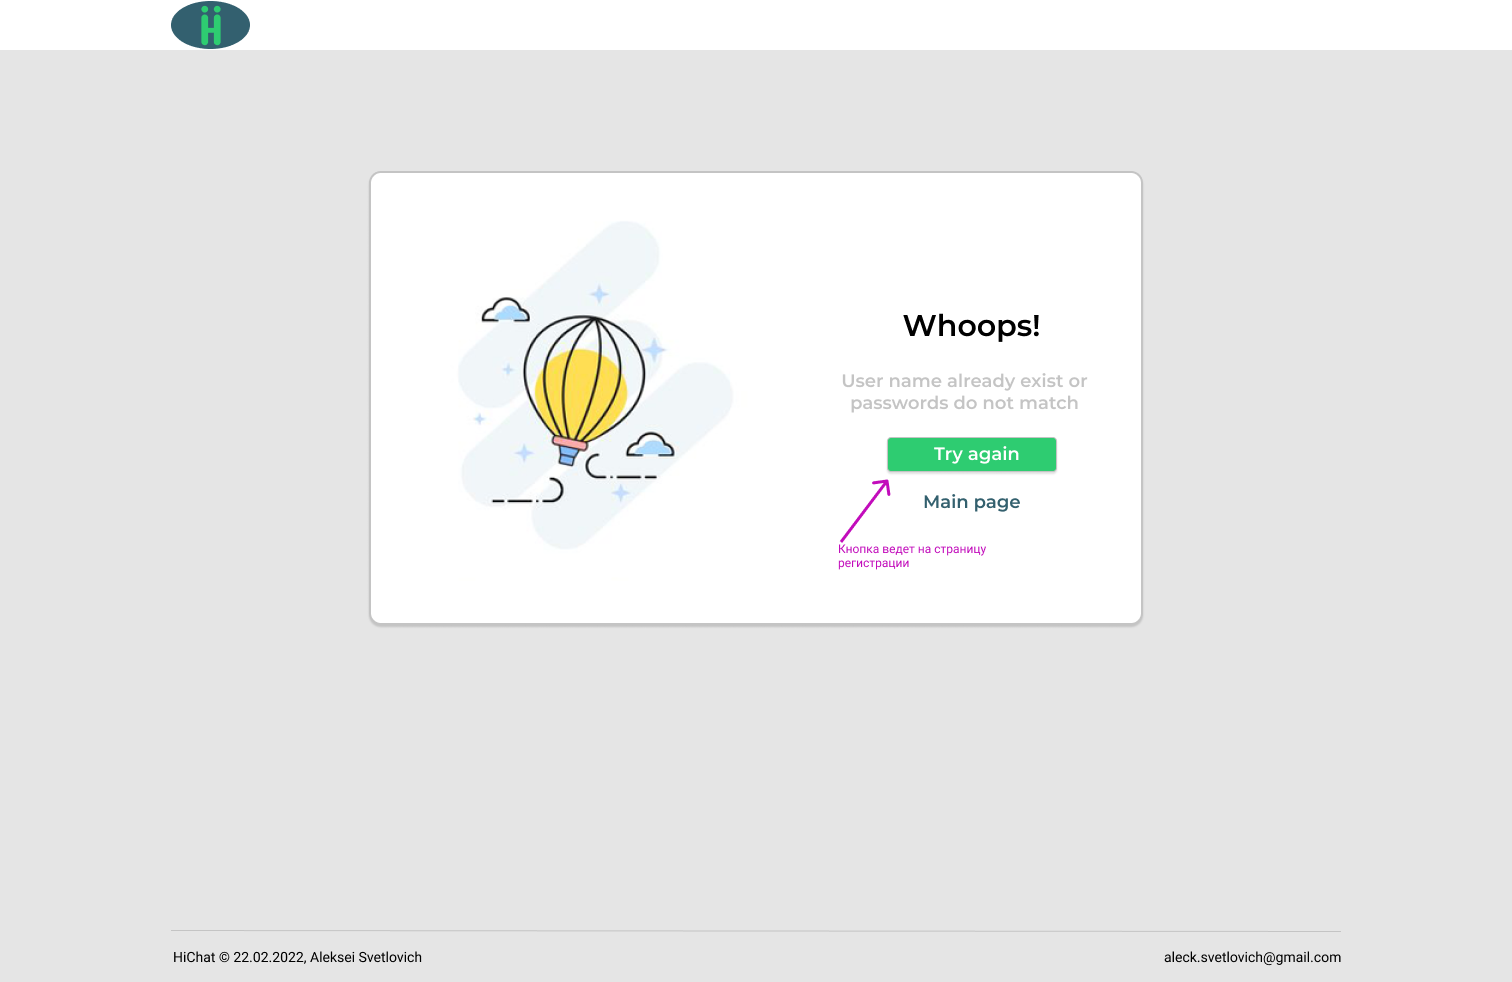 Whoops!
User name already exist or
passwords do not match
Try again
Main page
Кнопка ведет на страницу
регистрации
HiChat © 22.02.2022, Aleksei Svetlovich
aleck.svetlovich@gmail.com